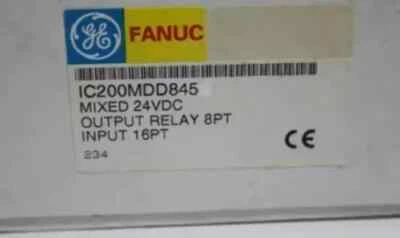 GE FANUC
IC200MDD845
MIXED 24VDC
OUTPUT RELAY 8PT
INPUT 16PT
234
CE